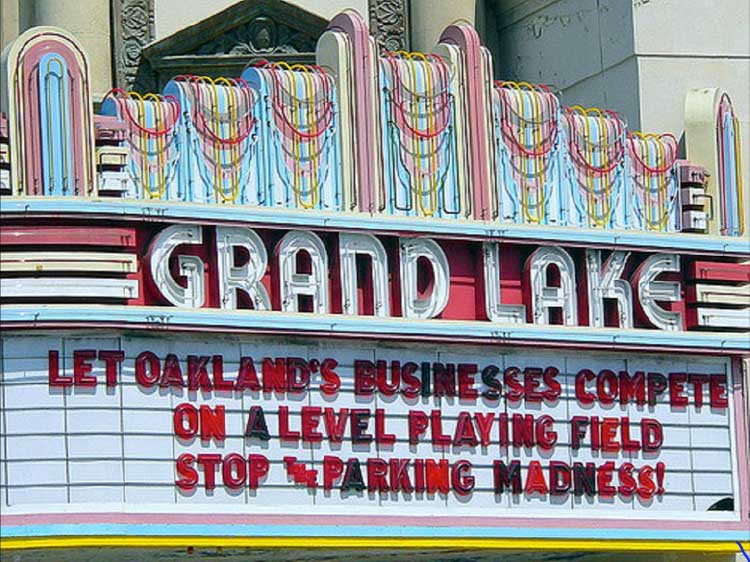 GRAND LAKE
LET OAKLAND'S BUSINESSES COMPETE
ON A LEVEL PLAYING FIELD
STOP THE PARKING MADNESS!